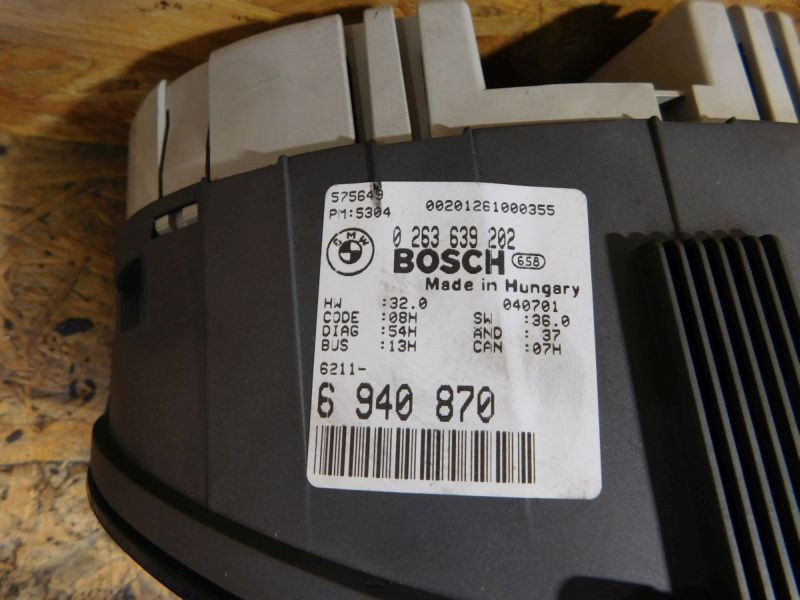 575649
PM:5304 00201261000355
BMW 0 263 639 202
BOSCH 658
Made in Hungary
HW :32.0 040701
CODE :08H SW :36.0
DIAG :54H AND : 37
BUS :13H CAN :07H
6211-
6 940 870